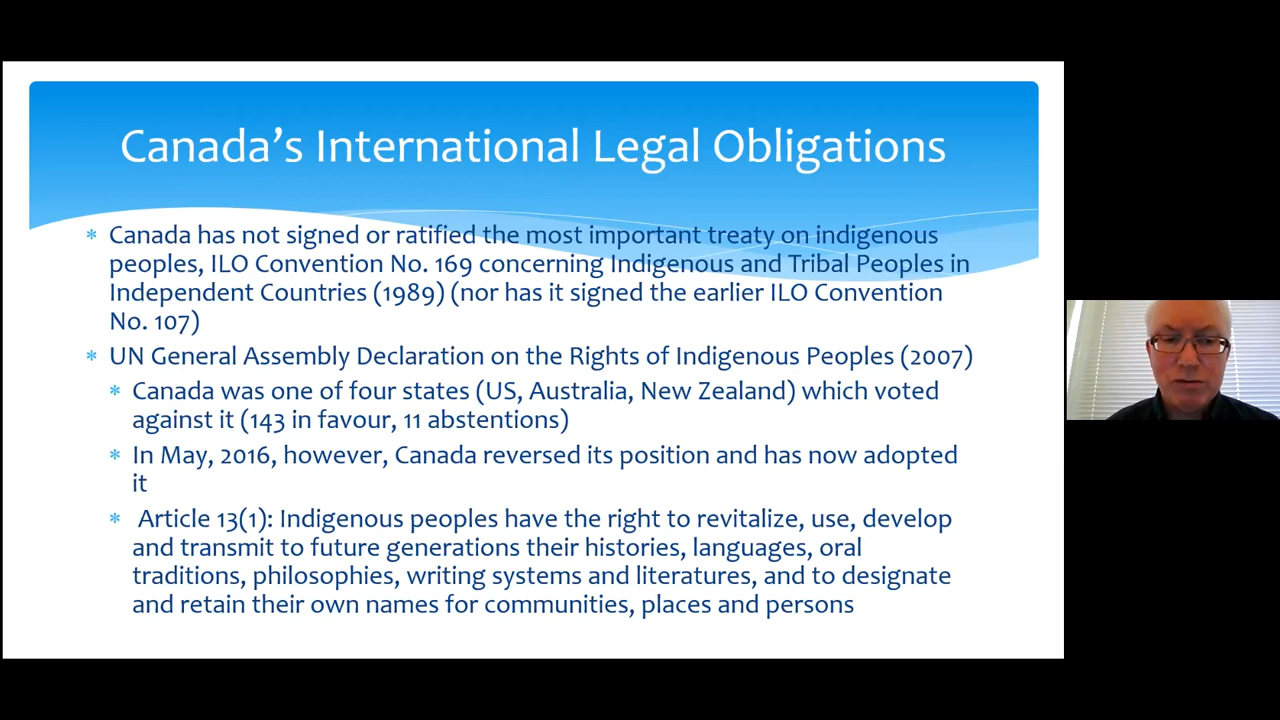 Canada’s International Legal Obligations
* Canada has not signed or ratified the most important treaty on indigenous
peoples, ILO Convention No. 169 concerning Indigenous and Tribal Peoples in
Independent Countries (1989) (nor has it signed the earlier ILO Convention
No. 107)
* UN General Assembly Declaration on the Rights of Indigenous Peoples (2007)
* Canada was one of four states (US, Australia, New Zealand) which voted
against it (143 in favour, 11 abstentions)
* In May, 2016, however, Canada reversed its position and has now adopted
it
* Article 13(1): Indigenous peoples have the right to revitalize, use, develop
and transmit to future generations their histories, languages, oral
traditions, philosophies, writing systems and literatures, and to designate
and retain their own names for communities, places and persons